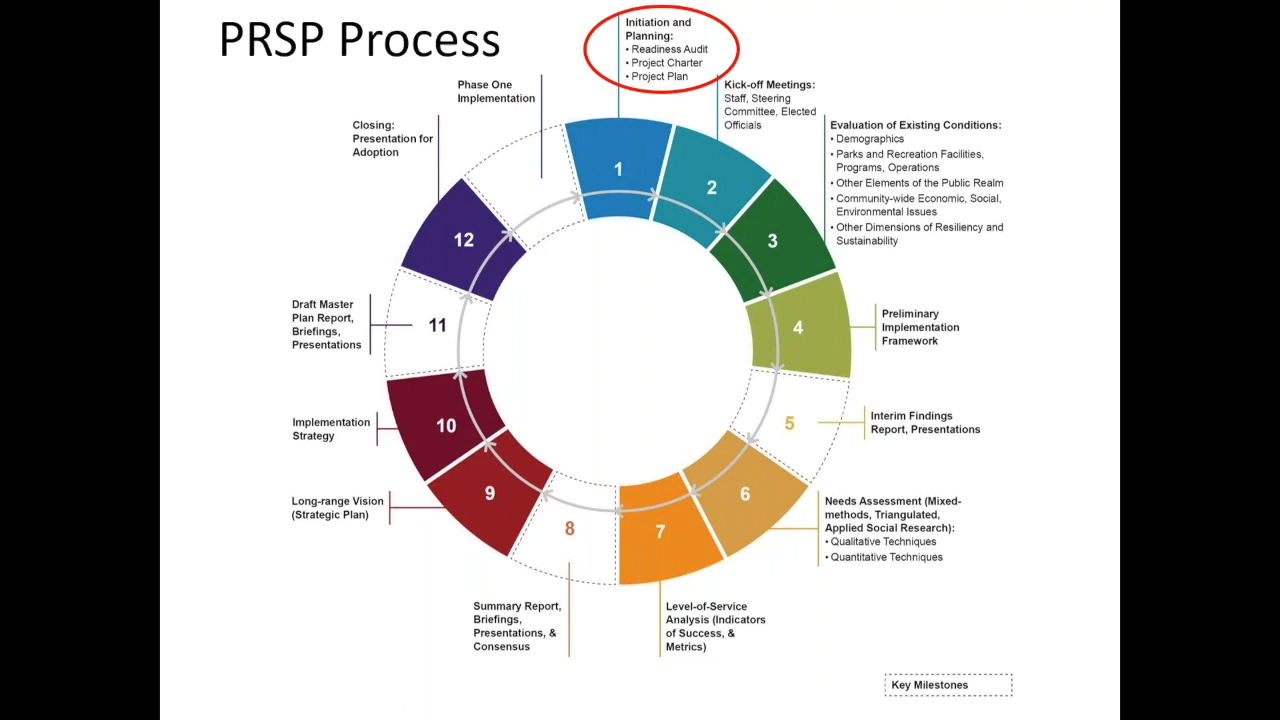 PRSP Process
Initiation and
Planning:
• Readiness Audit
• Project Charter
• Project Plan
Kick-off Meetings:
Staff, Steering
Committee, Elected
Officials
Evaluation of Existing Conditions:
• Demographics
• Parks and Recreation Facilities,
Programs, Operations
• Other Elements of the Public Realm
• Community-wide Economic, Social,
Environmental Issues
• Other Dimensions of Resiliency and
Sustainability
Preliminary
Implementation
Framework
Interim Findings
Report, Presentations
Needs Assessment (Mixed-
methods, Triangulated,
Applied Social Research):
• Qualitative Techniques
• Quantitative Techniques
Level-of-Service
Analysis (Indicators
of Success, &
Metrics)
Summary Report,
Briefings,
Presentations, &
Consensus
Long-range Vision
(Strategic Plan)
Implementation
Strategy
Draft Master
Plan Report,
Briefings,
Presentations
Closing:
Presentation for
Adoption
Phase One
Implementation
1
2
3
4
5
6
7
8
9
10
11
12
Key Milestones